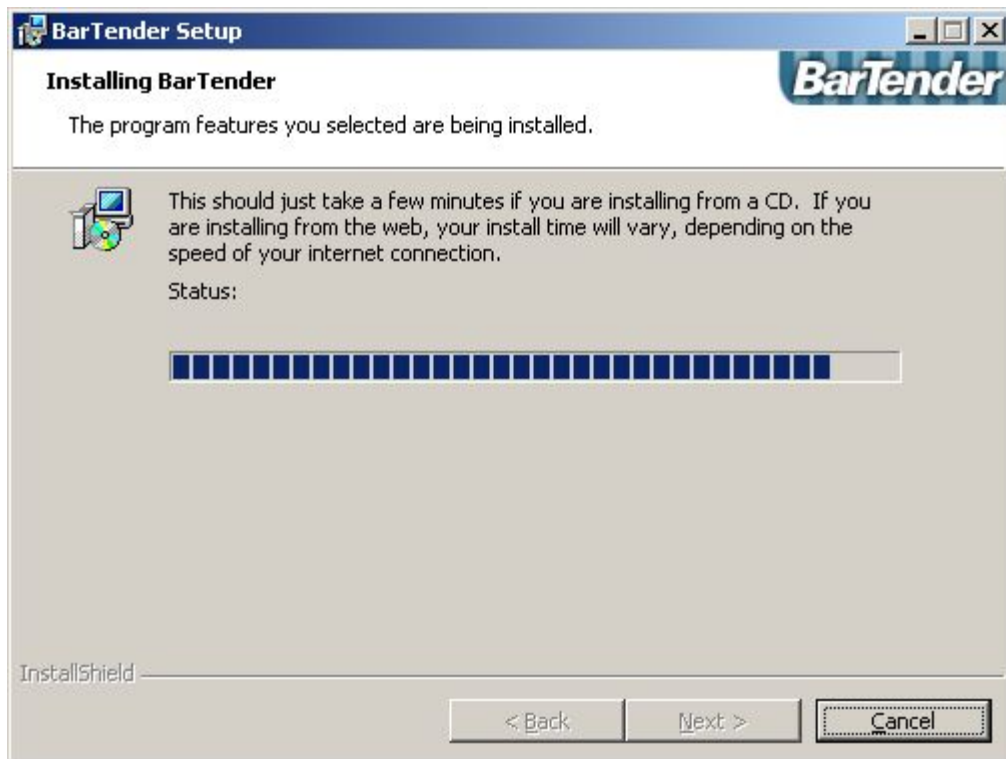 BarTender Setup
Installing BarTender
BarTender
The program features you selected are being installed.
This should just take a few minutes if you are installing from a CD. If you
are installing from the web, your install time will vary, depending on the
speed of your internet connection.
Status:
InstallShield
< Back
Next >
Cancel